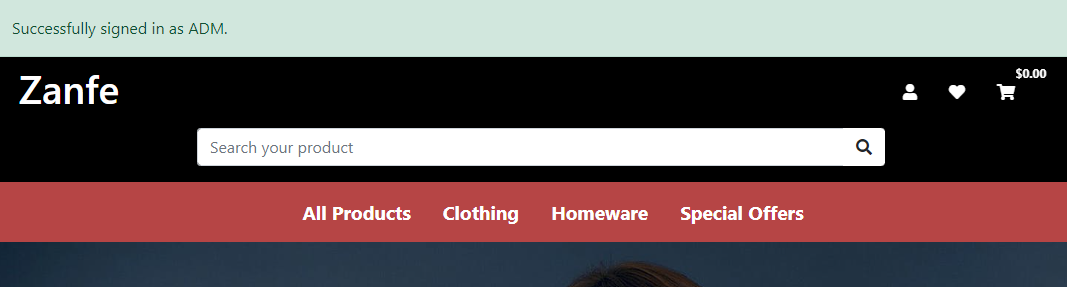 Successfully signed in as ADM.
Zanfe
$0.00
Search your product
All Products Clothing Homeware Special Offers